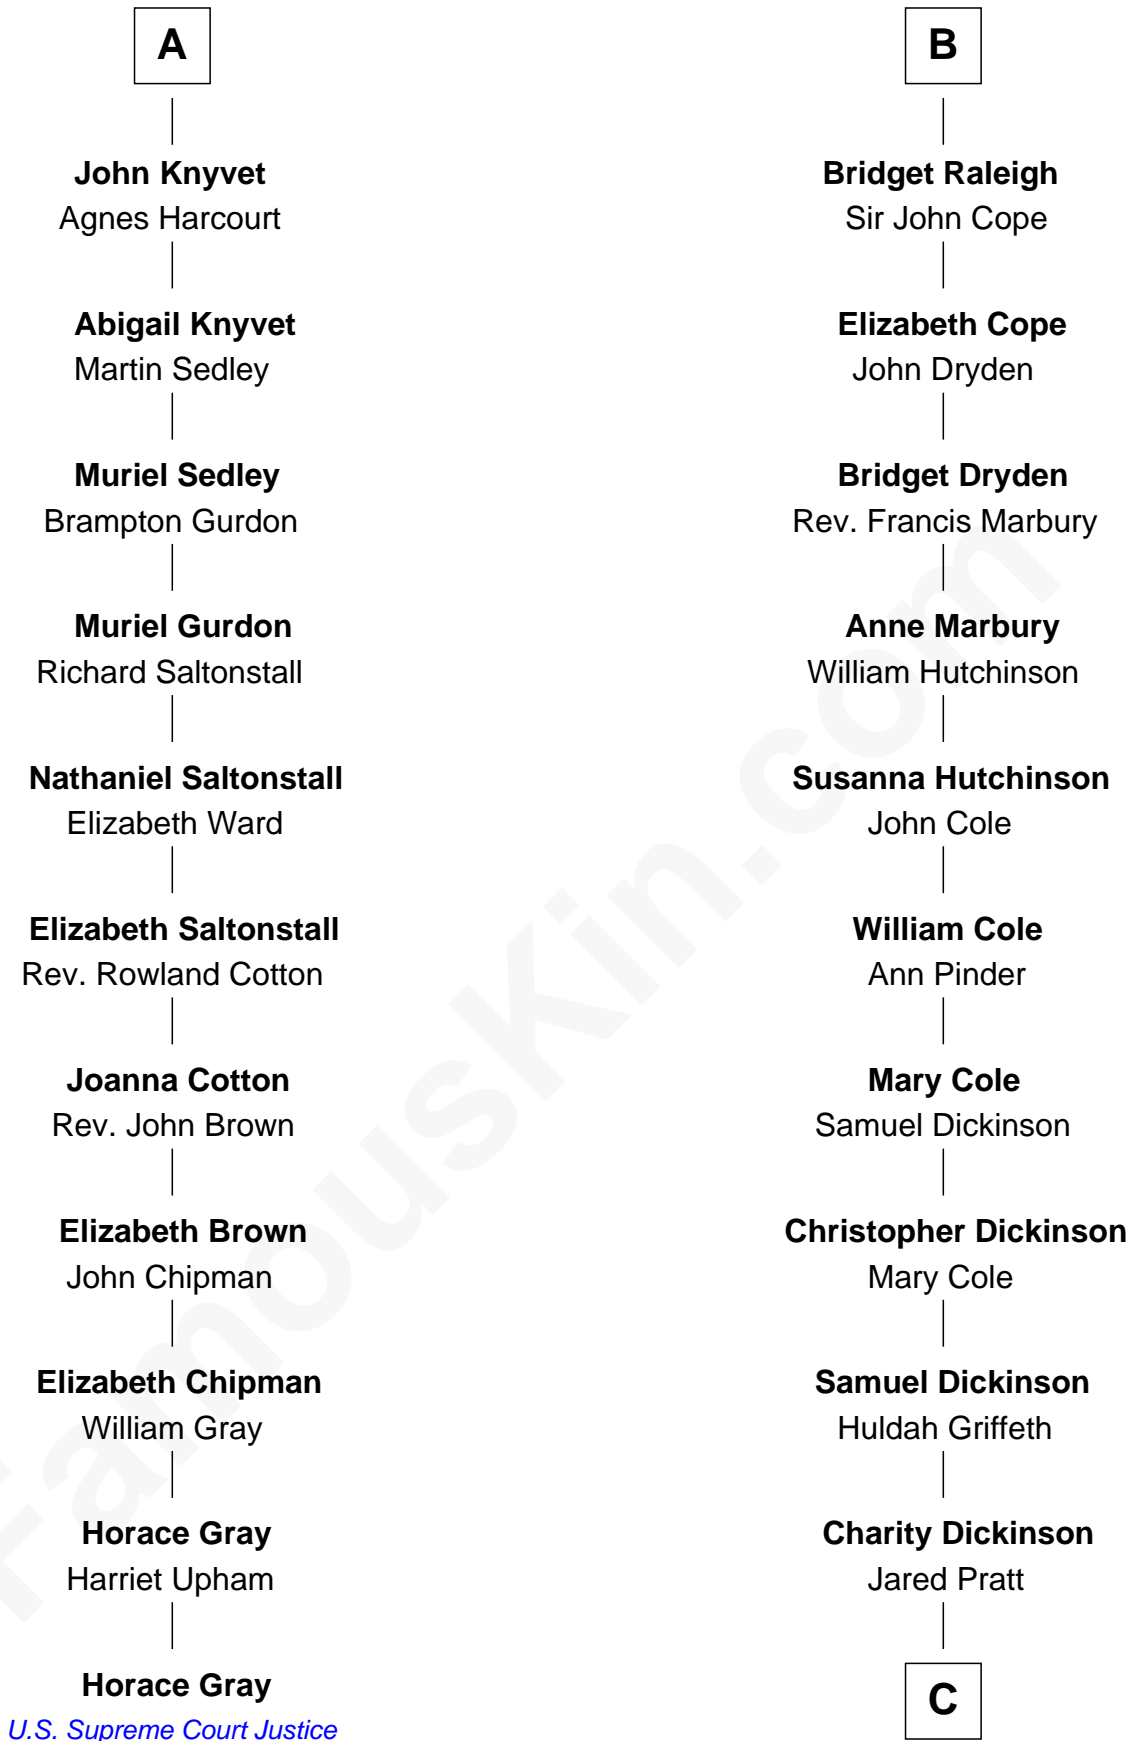 A
John Knyvet
Agnes Harcourt
Abigail Knyvet
Martin Sedley
Muriel Sedley
Brampton Gurdon
Muriel Gurdon
Richard Saltonstall
Nathaniel Saltonstall
Elizabeth Ward
Elizabeth Saltonstall
Rev. Rowland Cotton
Joanna Cotton
Rev. John Brown
Elizabeth Brown
John Chipman
Elizabeth Chipman
William Gray
Horace Gray
Harriet Upham
Horace Gray
U.S. Supreme Court Justice
B
Bridget Raleigh
Sir John Cope
Elizabeth Cope
John Dryden
Bridget Dryden
Rev. Francis Marbury
Anne Marbury
William Hutchinson
Susanna Hutchinson
John Cole
William Cole
Ann Pinder
Mary Cole
Samuel Dickinson
Christopher Dickinson
Mary Cole
Samuel Dickinson
Huldah Griffeth
Charity Dickinson
Jared Pratt
C
FamousKin.com